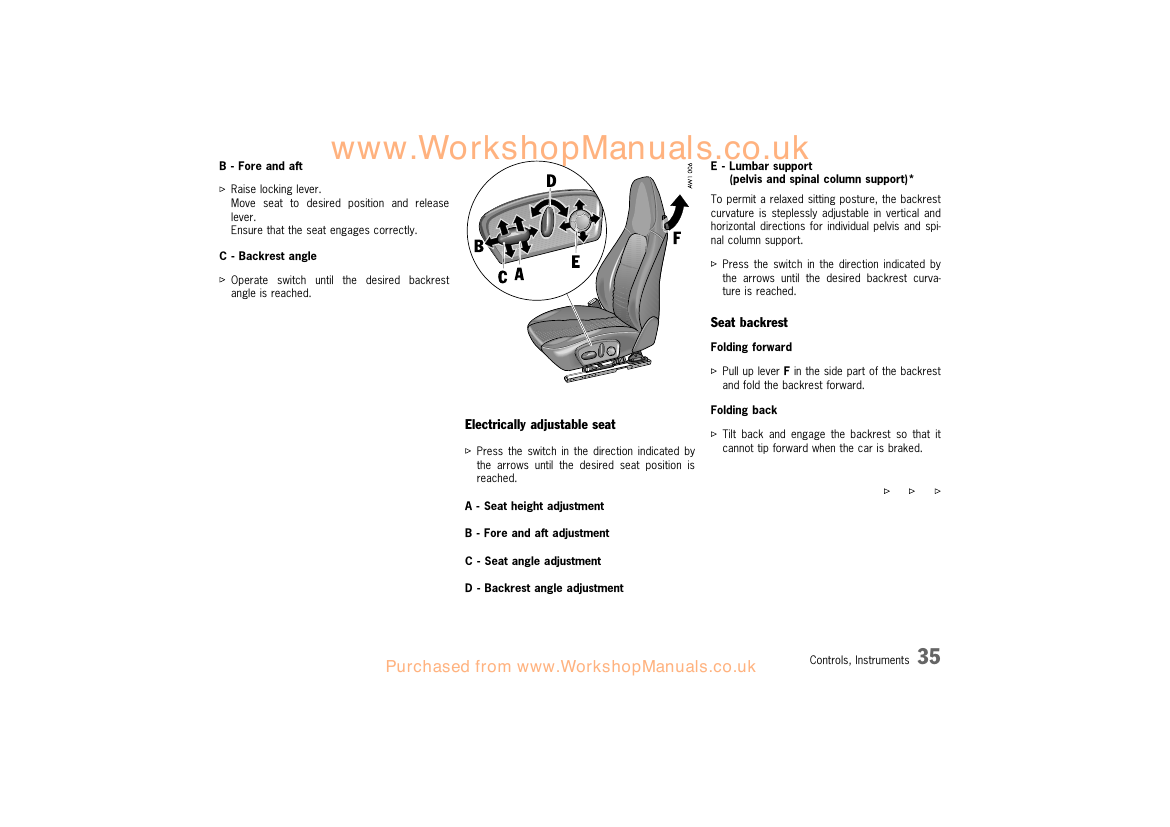 www.WorkshopManuals.co.uk
B - Fore and aft
⊳ Raise locking lever.
Move seat to desired position and release
lever.
Ensure that the seat engages correctly.
C - Backrest angle
⊳ Operate switch until the desired backrest
angle is reached.
D
B
C A
E
F
AW1 006
Electrically adjustable seat
⊳ Press the switch in the direction indicated by
the arrows until the desired seat position is
reached.
A - Seat height adjustment
B - Fore and aft adjustment
C - Seat angle adjustment
D - Backrest angle adjustment
E - Lumbar support
(pelvis and spinal column support)*
To permit a relaxed sitting posture, the backrest
curvature is steplessly adjustable in vertical and
horizontal directions for individual pelvis and spi-
nal column support.
⊳ Press the switch in the direction indicated by
the arrows until the desired backrest curva-
ture is reached.
Seat backrest
Folding forward
⊳ Pull up lever F in the side part of the backrest
and fold the backrest forward.
Folding back
⊳ Tilt back and engage the backrest so that it
cannot tip forward when the car is braked.
⊳ ⊳ ⊳
Controls, Instruments 35
Purchased from www.WorkshopManuals.co.uk